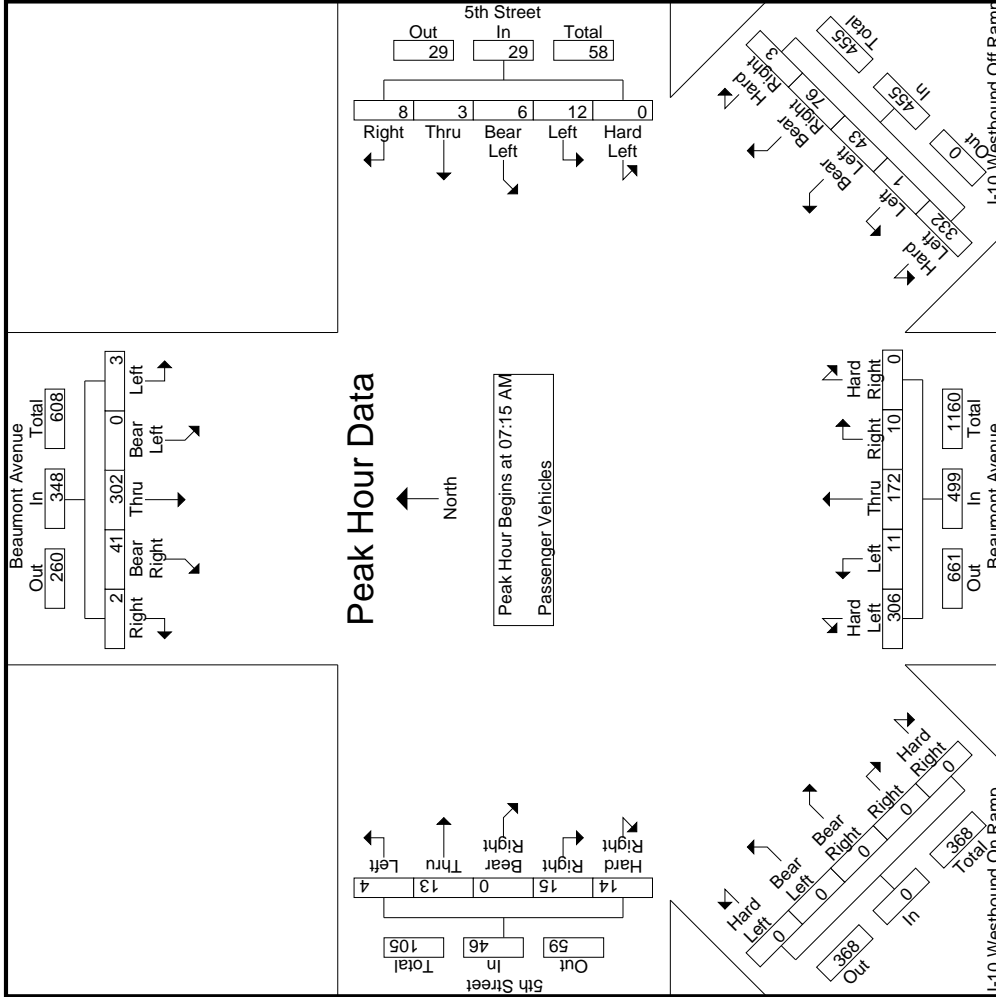 Beaumont Avenue
Out In Total
260 348 608
2 41 302 0 3
Right Bear Right Thru Bear Left Left
5th Street
Out In Total
29 29 58
8 3 6 12 0
Right Thru Bear Left Left Hard Left
I-10 Westbound Off Ramp
Total In Out
455 455 0
3 76 43 1 332
Hard Right Bear Right Bear Left Left Hard Left
Peak Hour Data
North
Peak Hour Begins at 07:15 AM
Passenger Vehicles
Hard Left Left Thru Right Hard Right
306 11 172 10 0
661 499 1160
Out In Total
Beaumont Avenue
Left Thru Bear Right Right Hard Right
4 13 0 15 14
105 46 59
Total In Out
5th Street
Hard Left Bear Left Bear Right Right Hard Right
0 0 0 0 0
368 0 368
Out In Total
I-10 Westbound On Ramp